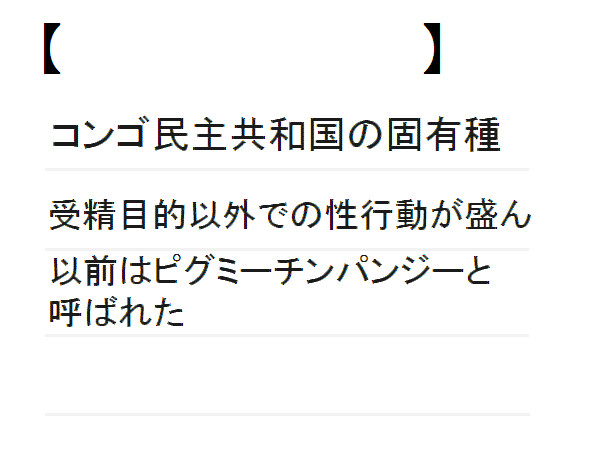 【 】
コンゴ民主共和国の固有種
受精目的以外での性行動が盛ん
以前はピグミーチンパンジーと
呼ばれた